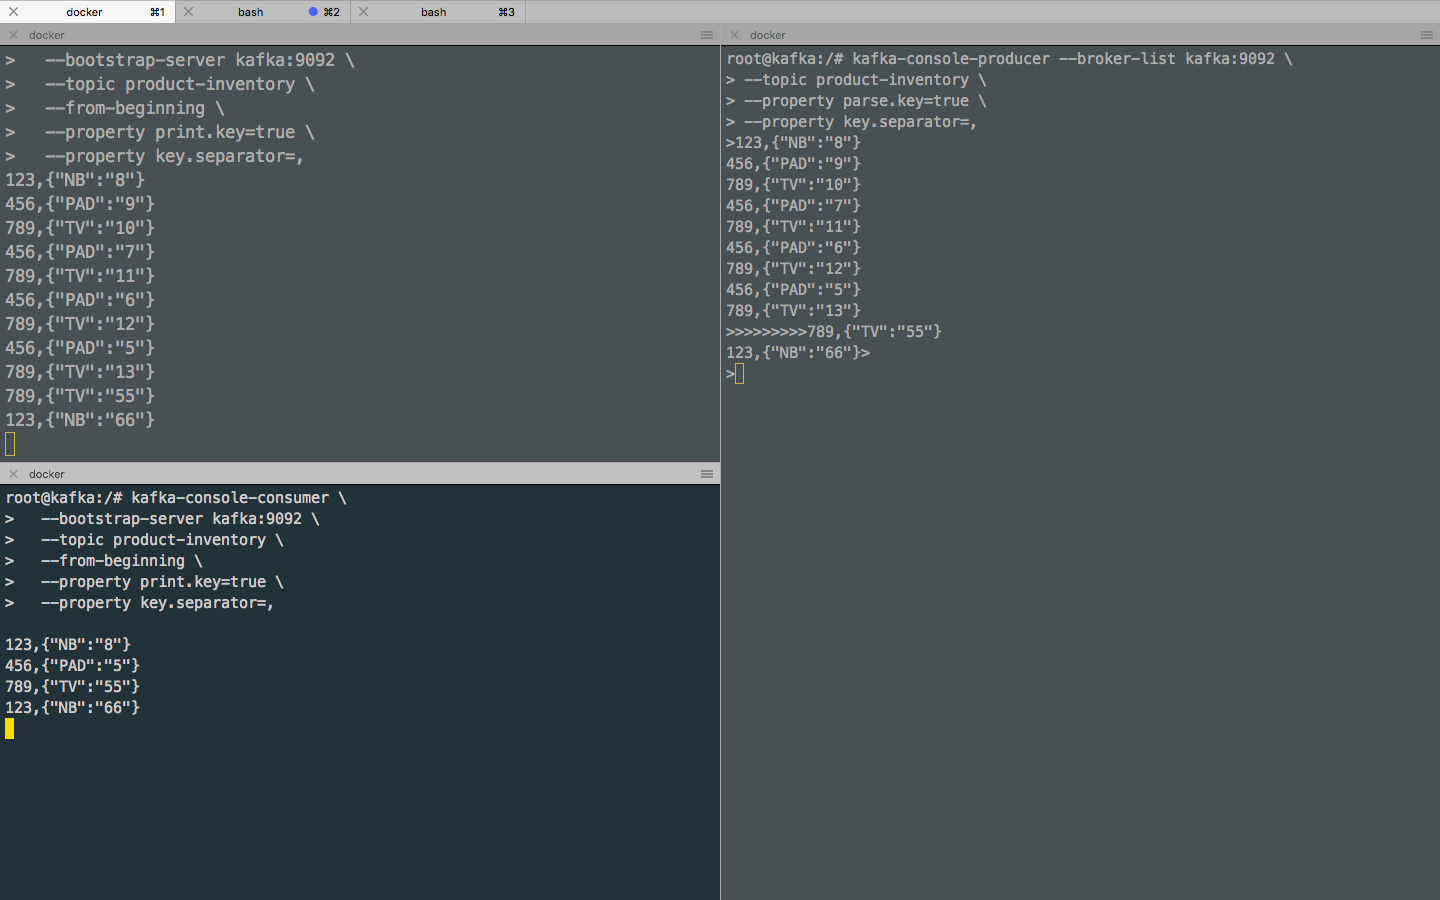 docker ⌘1 bash ⌘2 bash ⌘3
docker
>   --bootstrap-server kafka:9092 \
>   --topic product-inventory \
>   --from-beginning \
>   --property print.key=true \
>   --property key.separator=,
123,{"NB":"8"}
456,{"PAD":"9"}
789,{"TV":"10"}
456,{"PAD":"7"}
789,{"TV":"11"}
456,{"PAD":"6"}
789,{"TV":"12"}
456,{"PAD":"5"}
789,{"TV":"13"}
789,{"TV":"55"}
123,{"NB":"66"}
docker
root@kafka:/# kafka-console-consumer \
>   --bootstrap-server kafka:9092 \
>   --topic product-inventory \
>   --from-beginning \
>   --property print.key=true \
>   --property key.separator=,
123,{"NB":"8"}
456,{"PAD":"5"}
789,{"TV":"55"}
123,{"NB":"66"}
docker
root@kafka:/# kafka-console-producer --broker-list kafka:9092 \
> --topic product-inventory \
> --property parse.key=true \
> --property key.separator=,
>123,{"NB":"8"}
456,{"PAD":"9"}
789,{"TV":"10"}
456,{"PAD":"7"}
789,{"TV":"11"}
456,{"PAD":"6"}
789,{"TV":"12"}
456,{"PAD":"5"}
789,{"TV":"13"}
>>>>>>>>>789,{"TV":"55"}
123,{"NB":"66"}>
>